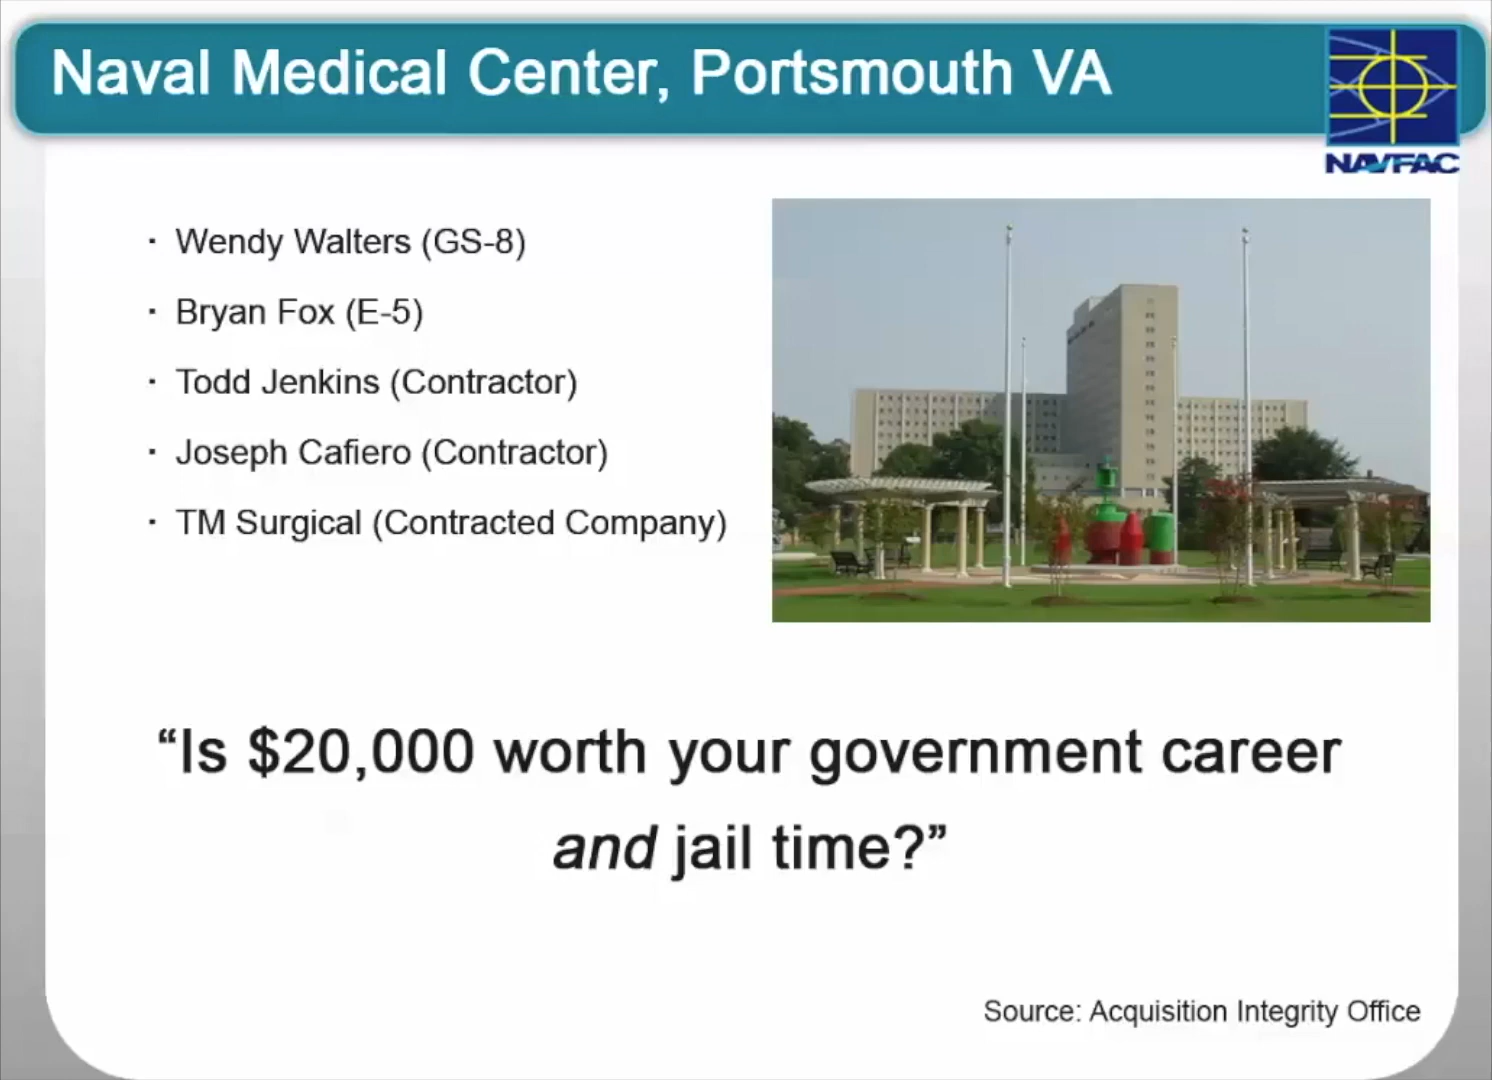 Naval Medical Center, Portsmouth VA
NAVFAC
· Wendy Walters (GS-8)
· Bryan Fox (E-5)
· Todd Jenkins (Contractor)
· Joseph Cafiero (Contractor)
· TM Surgical (Contracted Company)
“Is $20,000 worth your government career
and jail time?”
Source: Acquisition Integrity Office